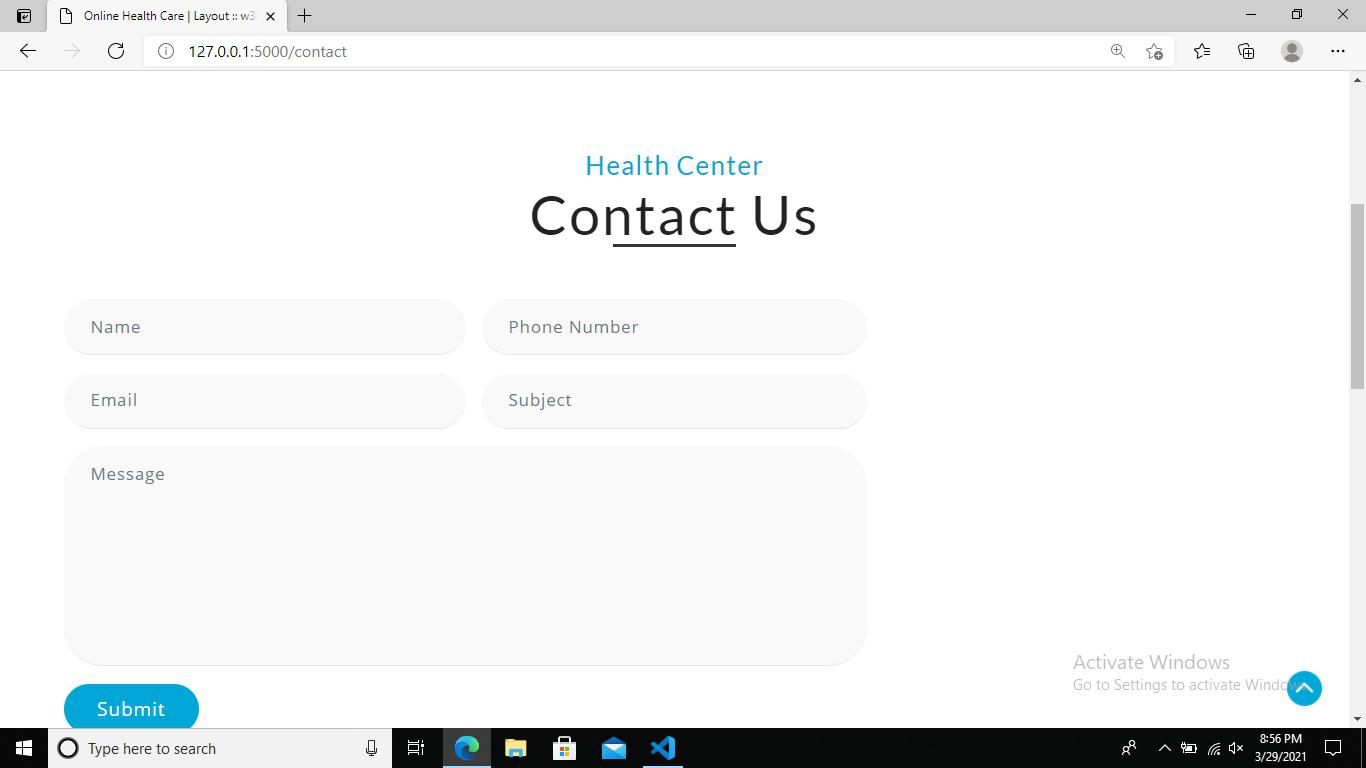 Online Health Care | Layout :: w3
127.0.0.1:5000/contact
Health Center
Contact Us
Name
Phone Number
Email
Subject
Message
Submit
Activate Windows
Go to Settings to activate Windows.
Type here to search
8:56 PM
3/29/2021